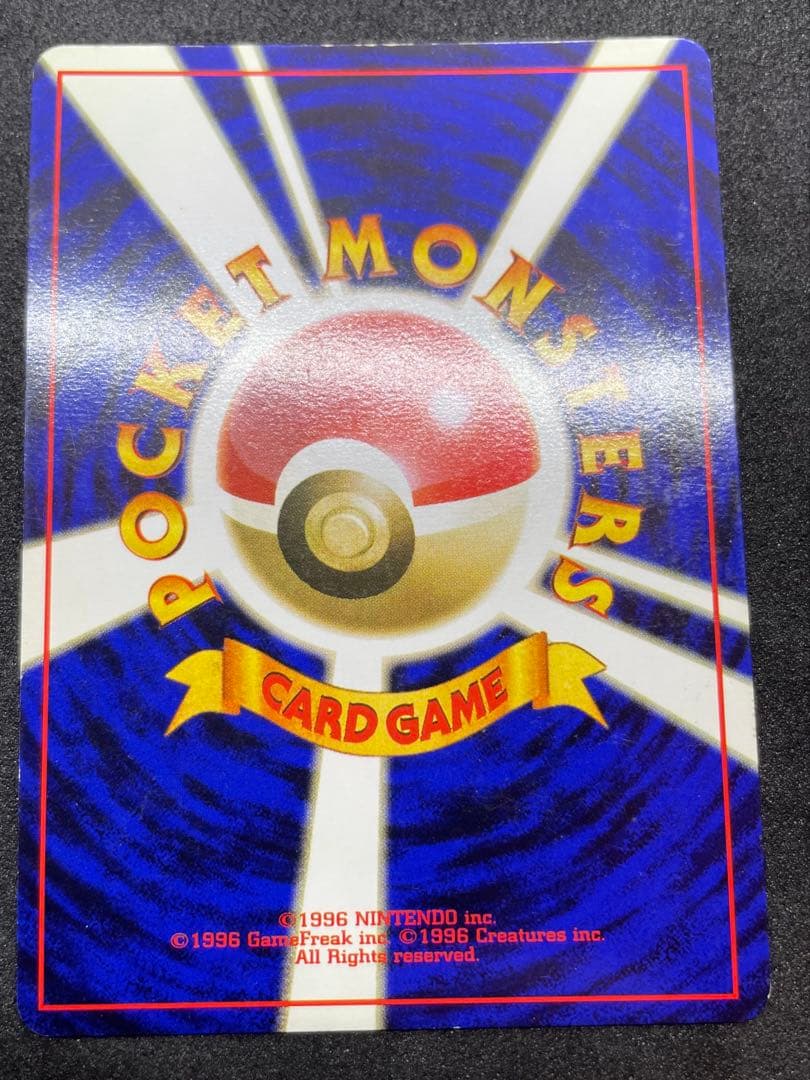 POCKET MONSTERS
CARD GAME
©1996 NINTENDO inc.
©1996 GameFreak inc. ©1996 Creatures inc.
All Rights reserved.